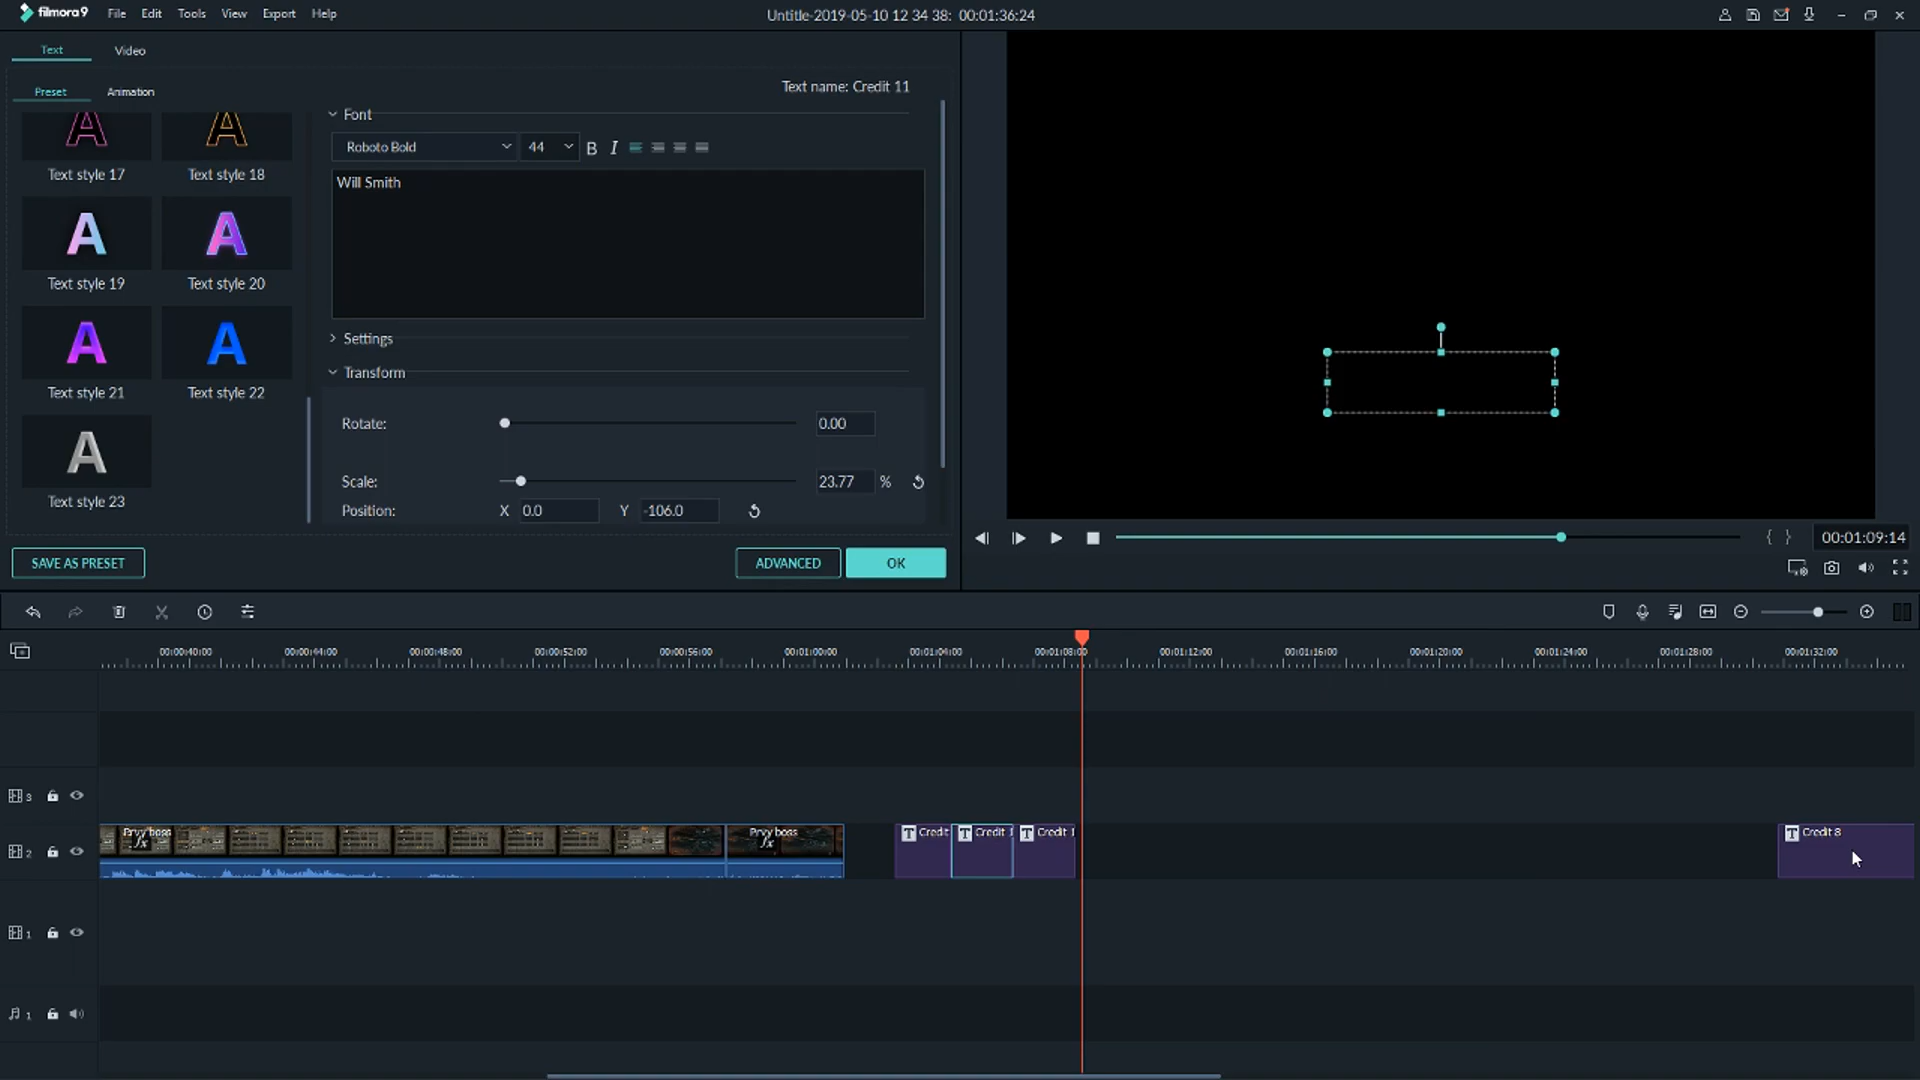 filmora9 File Edit Tools View Export Help
Untitle-2019-05-10 12 34 38: 00:01:36:24
Text Video
Preset Animation
Text name: Credit 11
Font
Roboto Bold 44 B I
Will Smith
Text style 17 Text style 18
Text style 19 Text style 20
Text style 21 Text style 22
Text style 23
A
A
A
A
A
A
A
Settings
Transform
Rotate: 0.00
Scale: 23.77 %
Position: X 0.0 Y -106.0
SAVE AS PRESET ADVANCED OK
{ } 00:01:09:14
00:00:40:00 00:00:44:00 00:00:48:00 00:00:52:00 00:00:56:00 00:01:00:00 00:01:04:00 00:01:08:00 00:01:12:00 00:01:16:00 00:01:20:00 00:01:24:00 00:01:28:00 00:01:32:00
3
2
fx
fx
T Credit T Credit 1 T Credit 1 T Credit 8
1
1